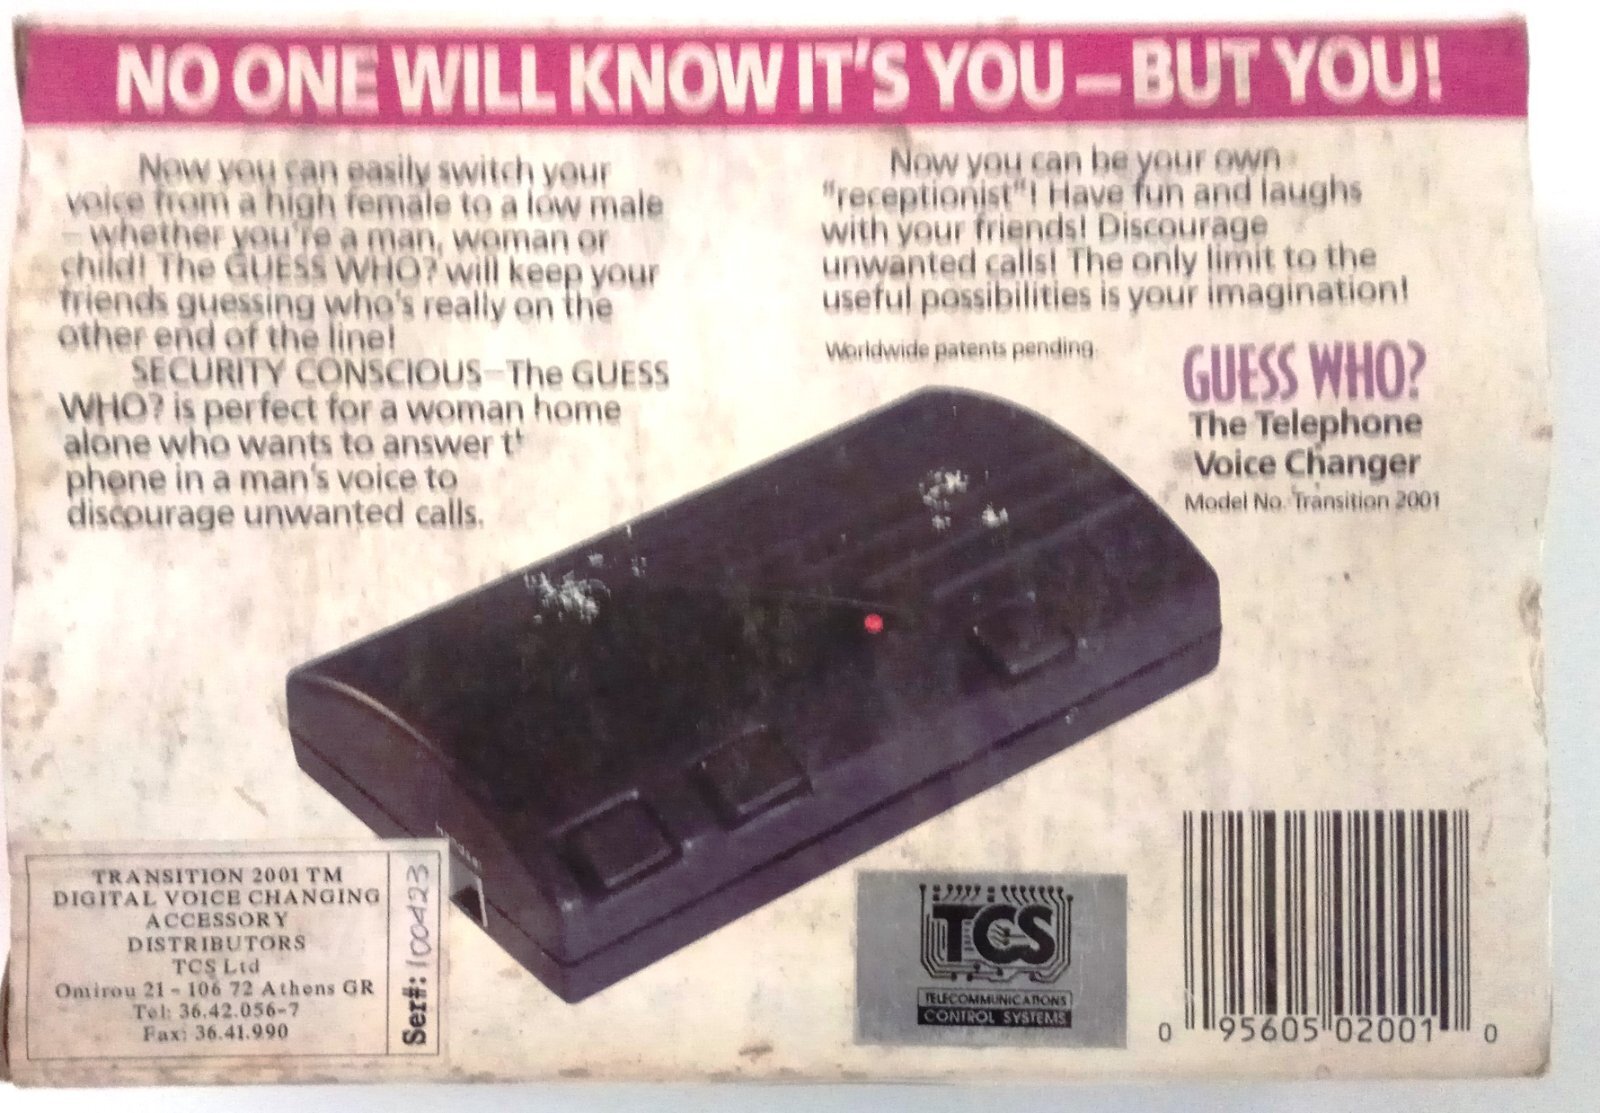 NO ONE WILL KNOW IT'S YOU – BUT YOU!
Now you can easily switch your
voice from a high female to a low male
– whether you're a man, woman or
child! The GUESS WHO? will keep your
friends guessing who's really on the
other end of the line!
SECURITY CONSCIOUS–The GUESS
WHO? is perfect for a woman home
alone who wants to answer t
phone in a man's voice to
discourage unwanted calls.
Now you can be your own
"receptionist"! Have fun and laughs
with your friends! Discourage
unwanted calls! The only limit to the
useful possibilities is your imagination!
Worldwide patents pending.
GUESS WHO?
The Telephone
Voice Changer
Model No. Transition 2001
TRANSITION 2001 TM
DIGITAL VOICE CHANGING
ACCESSORY
DISTRIBUTORS
TCS Ltd
Omirou 21 - 106 72 Athens GR
Tel: 36.42.056-7
Fax: 36.41.990
Ser#: 100423
TCS
TELECOMMUNICATIONS
CONTROL SYSTEMS
0 95605 02001 0